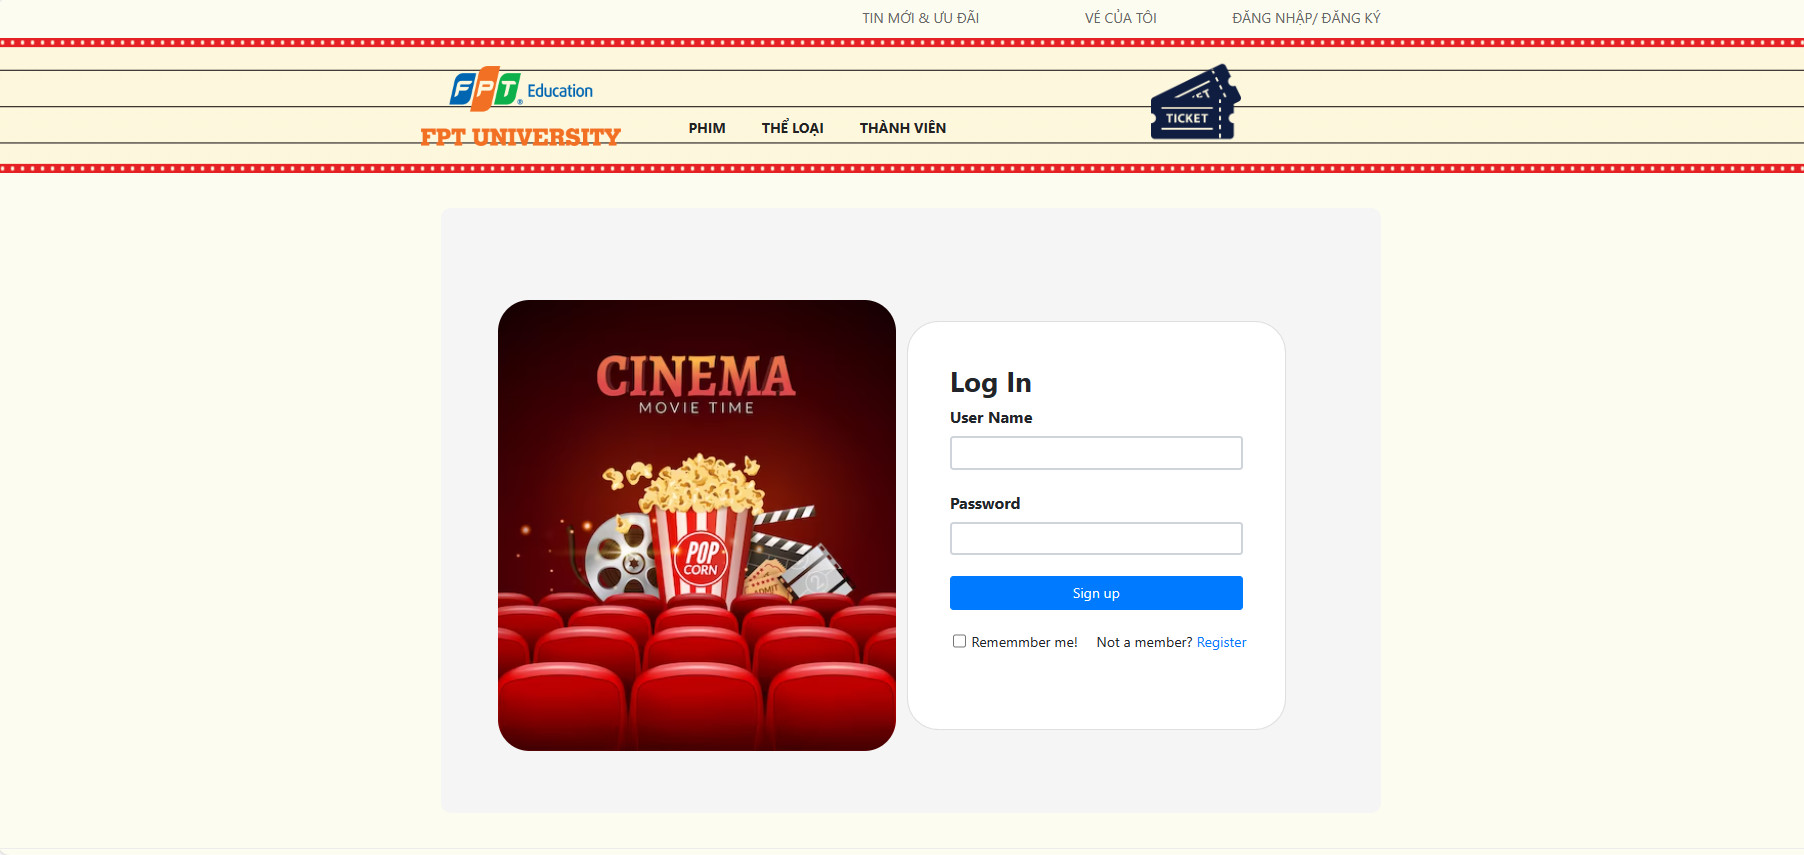 TIN MỚI & ƯU ĐÃI VÉ CỦA TÔI ĐĂNG NHẬP/ ĐĂNG KÝ
FPT Education
FPT UNIVERSITY
PHIM THỂ LOẠI THÀNH VIÊN
TICKET
CINEMA
MOVIE TIME
POP
CORN
ADMIT
2
Log In
User Name
Password
Sign up
Rememmber me! Not a member? Register